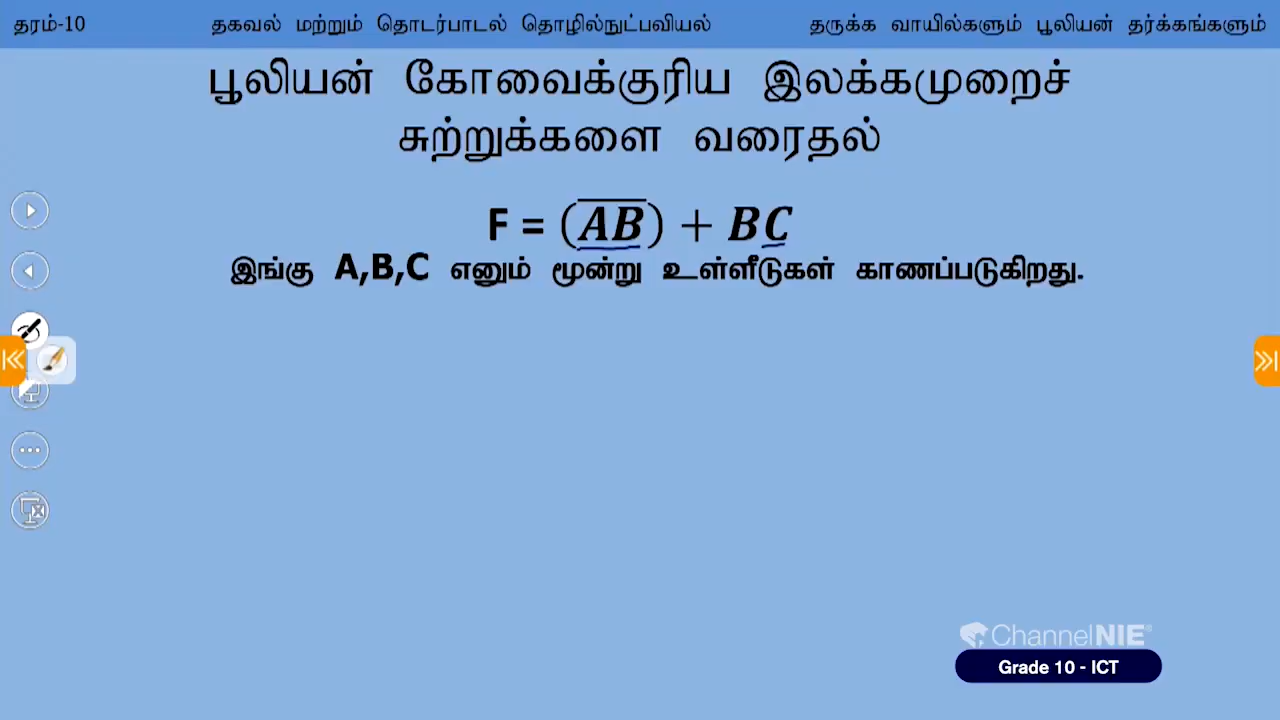 தரம்-10 தகவல் மற்றும் தொடர்பாடல் தொழில்நுட்பவியல் தருக்க வாயில்களும் பூலியன் தர்க்கங்களும்
பூலியன் கோவைக்குரிய இலக்கமுறைச்
சுற்றுக்களை வரைதல்
F = (A̅B̅) + BC
இங்கு A,B,C எனும் மூன்று உள்ளீடுகள் காணப்படுகிறது.
ChannelNIE
Grade 10 - ICT